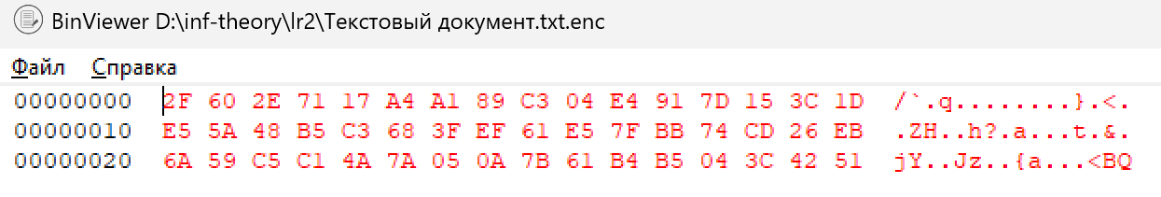 BinViewer D:\inf-theory\lr2\Текстовый документ.txt.enc
Файл Справка
00000000 2F 60 2E 71 17 A4 A1 89 C3 04 E4 91 7D 15 3C 1D /`.q........}.<.
00000010 E5 5A 48 B5 C3 68 3F EF 61 E5 7F BB 74 CD 26 EB .ZH..h?.a...t.&.
00000020 6A 59 C5 C1 4A 7A 05 0A 7B 61 B4 B5 04 3C 42 51 jY..Jz..{a...<BQ